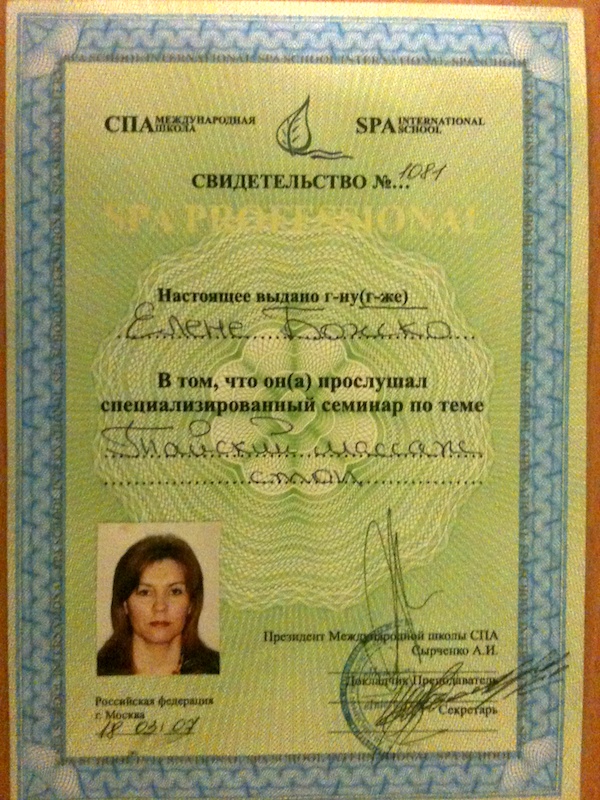 SPA SCHOOL INTERNATIONAL SPA SCHOOL INTERNATIONAL SPA SCHOOL
СПА МЕЖДУНАРОДНАЯ ШКОЛА
SPA INTERNATIONAL SCHOOL
СВИДЕТЕЛЬСТВО №...1081
SPA PROFESSIONAL
Настоящее выдано г-ну(г-же)
Елене Божско
В том, что он(а) прослушал
специализированный семинар по теме
Тайский массаж
стоп
Президент Международной школы СПА
Сырченко А.И.
Докладчик Преподаватель
Секретарь
Российская федерация
г. Москва
18 03 07